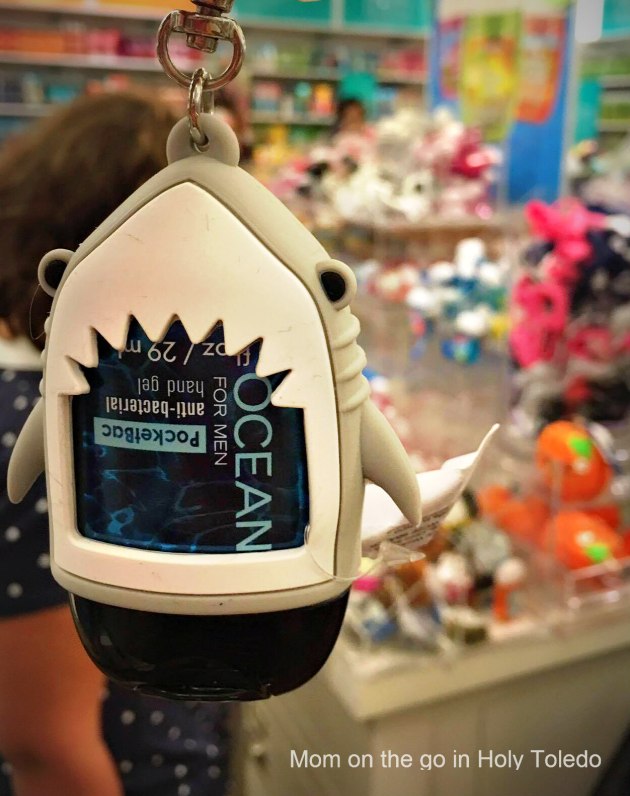 OCEAN
FOR MEN
PocketBac
anti-bacterial
hand gel
fl oz / 29 ml
Mom on the go in Holy Toledo